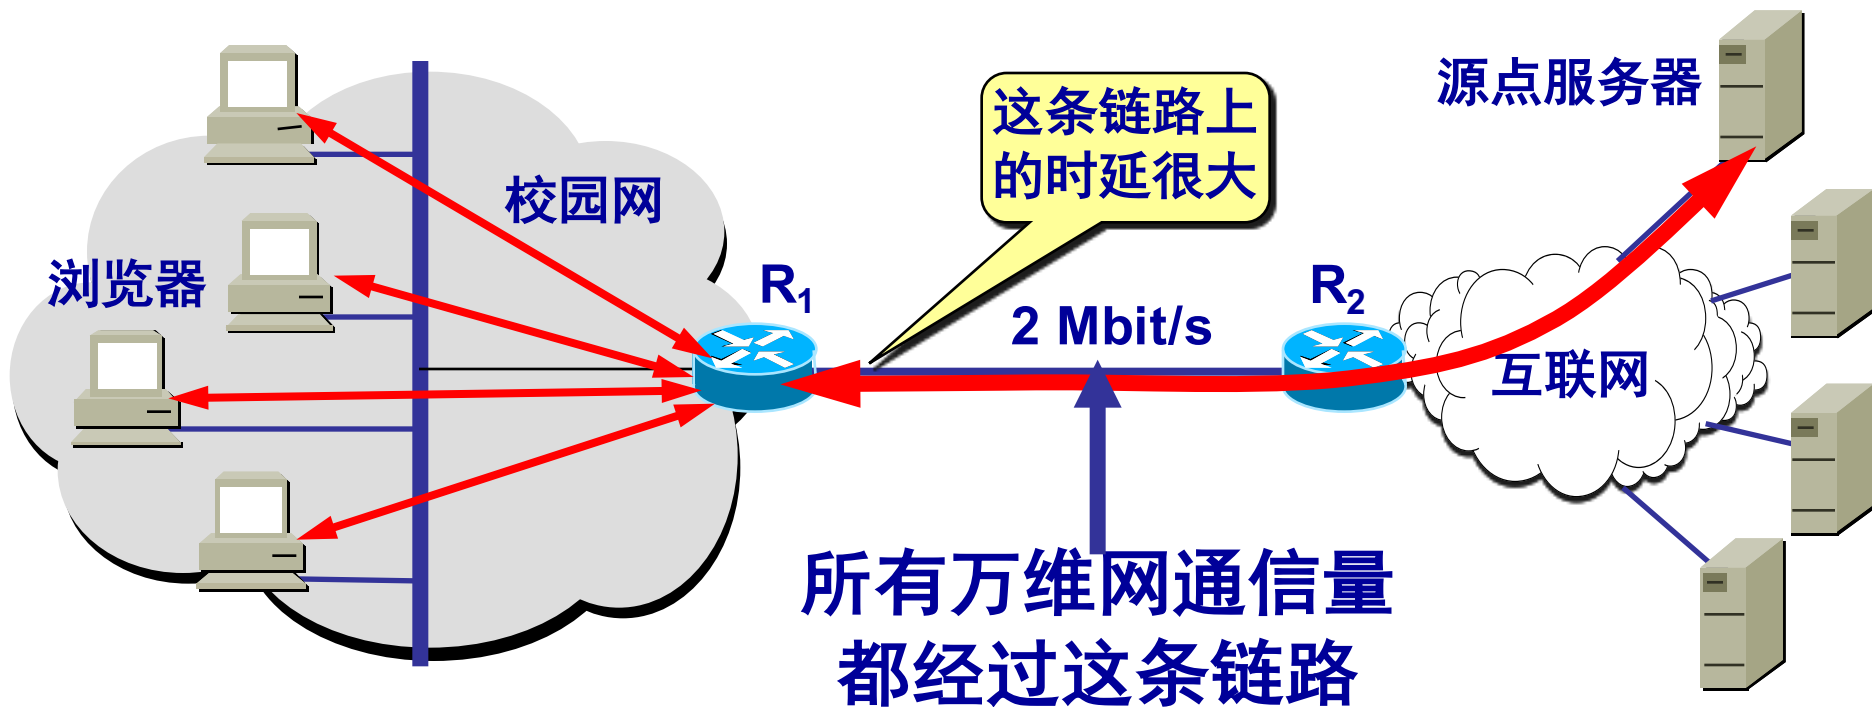 源点服务器
这条链路上
的时延很大
校园网
浏览器
R1
R2
2 Mbit/s
互联网
所有万维网通信量
都经过这条链路